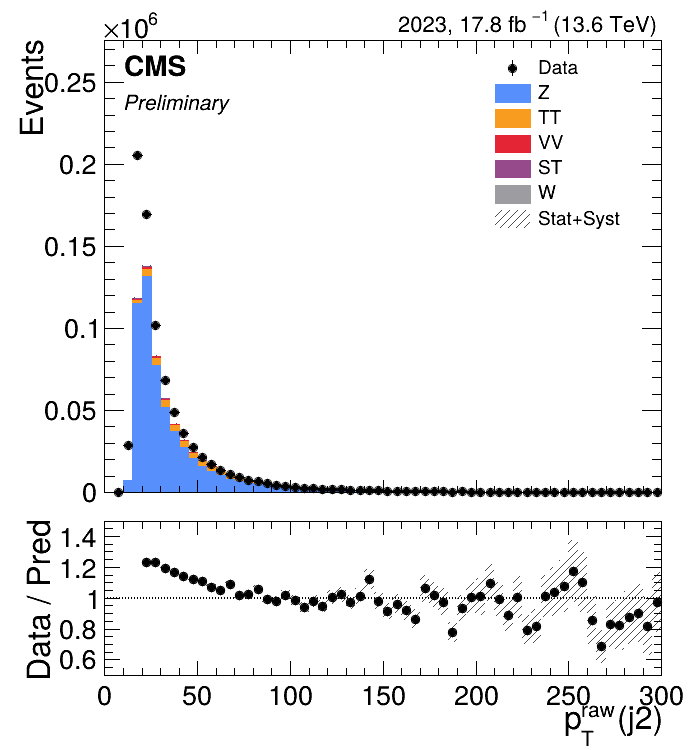 ×10⁶
2023, 17.8 fb⁻¹ (13.6 TeV)
CMS
Preliminary
Events
0.25
0.2
0.15
0.1
0.05
0
Data
Z
TT
VV
ST
W
Stat+Syst
Data / Pred
1.4
1.2
1
0.8
0.6
0 50 100 150 200 250 300
p_T^raw(j2)